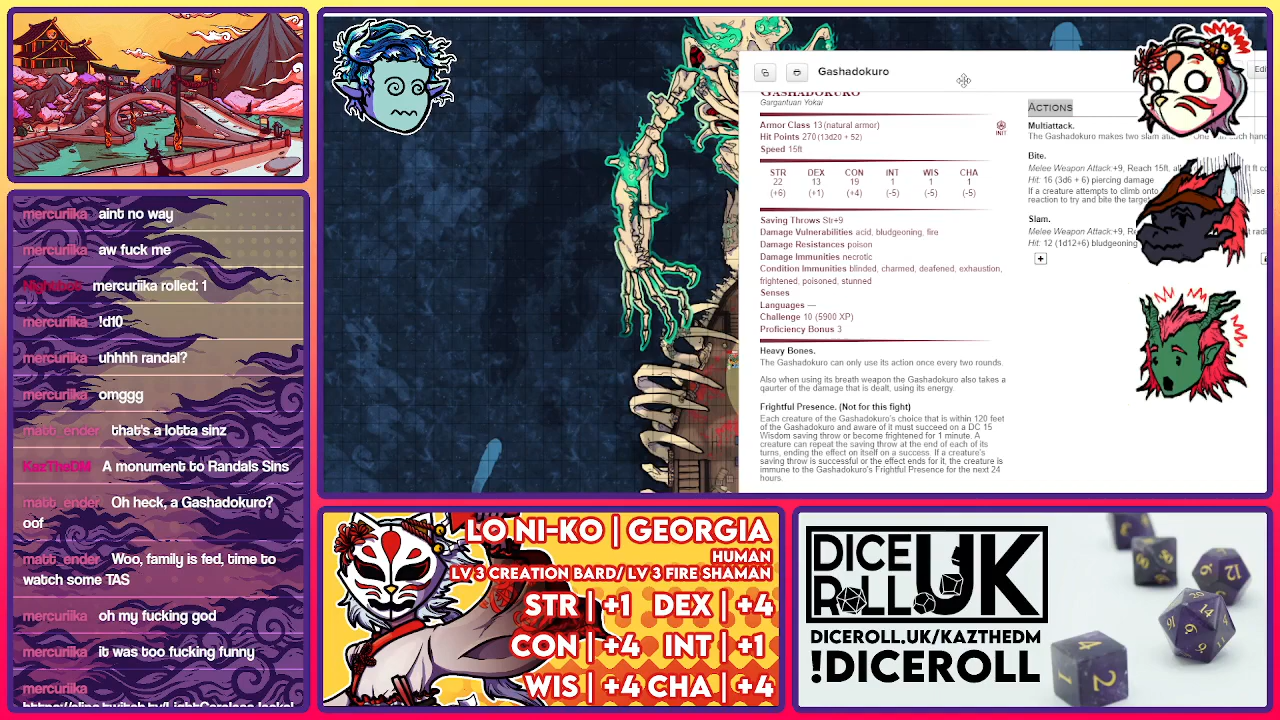 mercuriika aint no way
mercuriika aw fuck me
mercuriika rolled: 1
mercuriika !d10
mercuriika uhhhh randal?
mercuriika omggg
matt_ender that's a lotta sinz
KazTheDM A monument to Randals Sins
matt_ender Oh heck, a Gashadokuro?
oof
matt_ender Woo, family is fed, time to
watch some TAS
mercuriika oh my fucking god
mercuriika it was too fucking funny
mercuriika
Gashadokuro
Edi
GASHADOKURO
Gargantuan Yokai
Armor Class 13 (natural armor)
Hit Points 270 (13d20 + 52)
Speed 15ft
INIT
STR DEX CON INT WIS CHA
22 13 19 1 1 1
(+6) (+1) (+4) (-5) (-5) (-5)
Saving Throws Str+9
Damage Vulnerabilities acid, bludgeoning, fire
Damage Resistances poison
Damage Immunities necrotic
Condition Immunities blinded, charmed, deafened, exhaustion,
frightened, poisoned, stunned
Senses
Languages —
Challenge 10 (5900 XP)
Proficiency Bonus 3
Heavy Bones.
The Gashadokuro can only use its action once every two rounds.
Also when using its breath weapon the Gashadokuro also takes a
qaurter of the damage that is dealt, using its energy.
Frightful Presence. (Not for this fight)
Each creature of the Gashadokuro's choice that is within 120 feet
of the Gashadokuro and aware of it must succeed on a DC 15
Wisdom saving throw or become frightened for 1 minute. A
creature can repeat the saving throw at the end of each of its
turns, ending the effect on itself on a success. If a creature's
saving throw is successful or the effect ends for it, the creature is
immune to the Gashadokuro's Frightful Presence for the next 24
hours.
ACTIONS
Multiattack.
The Gashadokuro makes two slam
Bite.
Melee Weapon Attack:+9, Reach 15ft.
Hit: 16 (3d6 + 6) piercing damage
If a creature attempts to climb onto
reaction to try and bite the target
Slam.
Melee Weapon Attack:+9,
Hit: 12 (1d12+6) bludgeoning
LO NI-KO | GEORGIA
HUMAN
LV 3 CREATION BARD/ LV 3 FIRE SHAMAN
STR | +1 DEX | +4
CON | +4 INT | +1
WIS | +4 CHA | +4
DICE
ROLL UK
DICEROLL.UK/KAZTHEDM
!DICEROLL